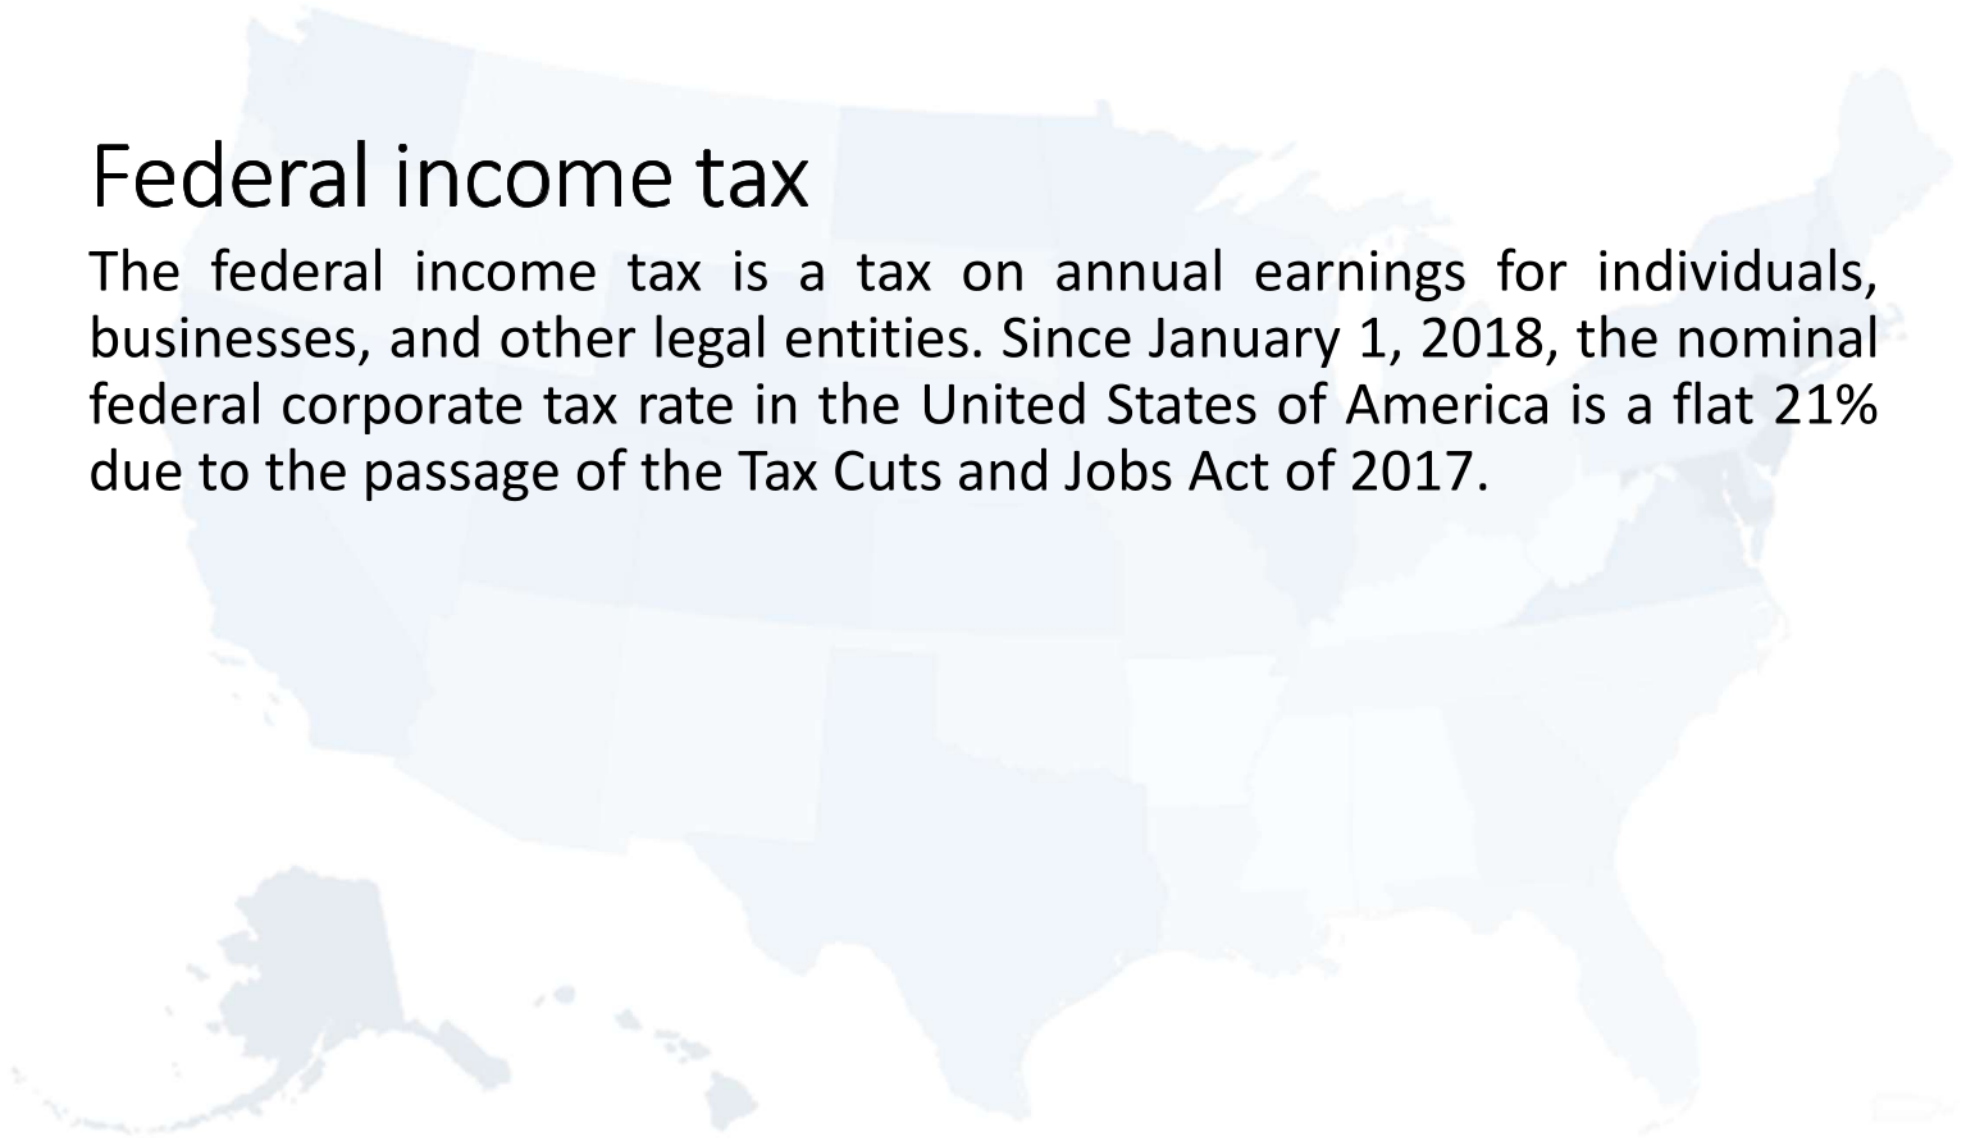 Federal income tax
The federal income tax is a tax on annual earnings for individuals,
businesses, and other legal entities. Since January 1, 2018, the nominal
federal corporate tax rate in the United States of America is a flat 21%
due to the passage of the Tax Cuts and Jobs Act of 2017.